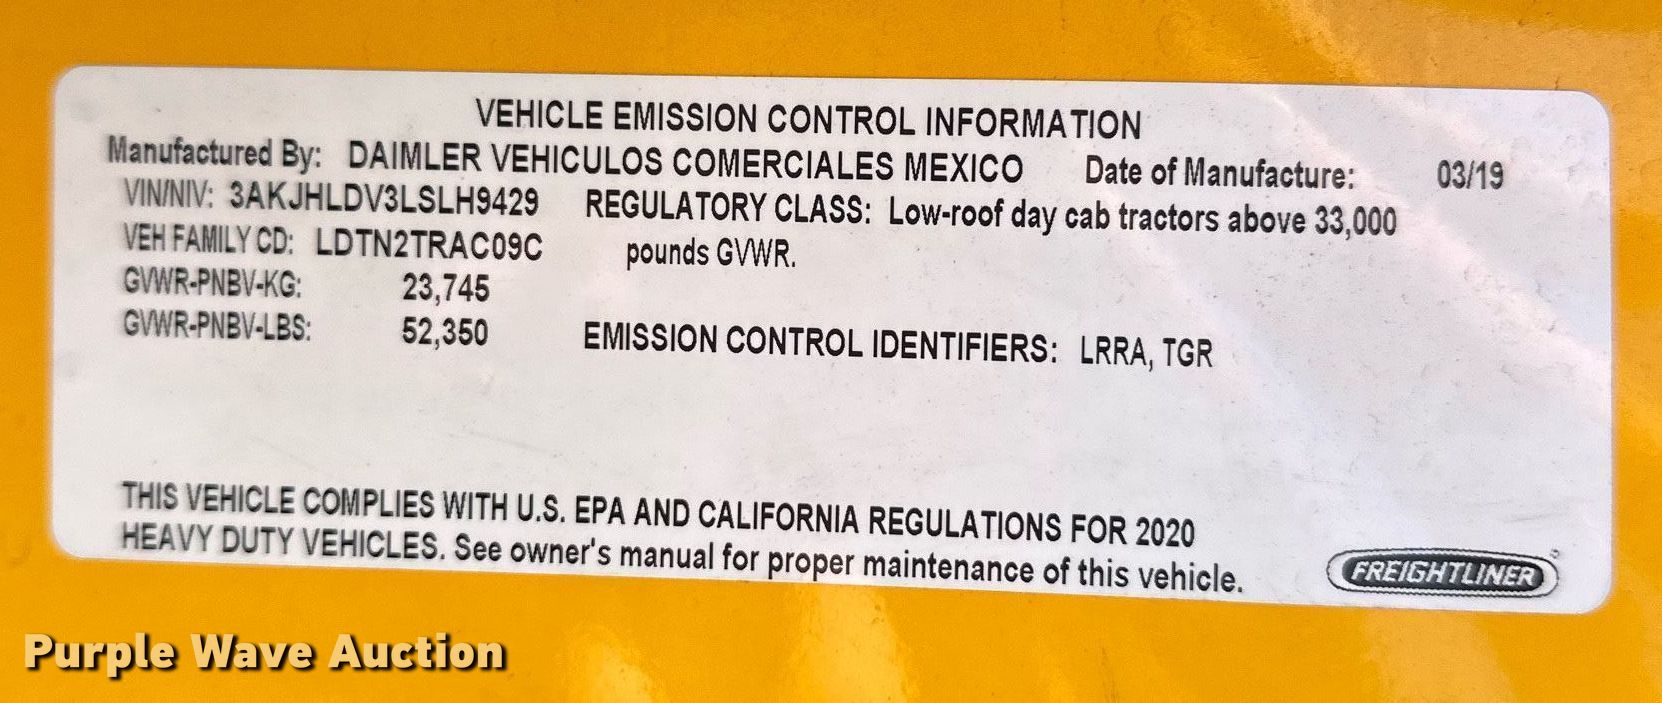 VEHICLE EMISSION CONTROL INFORMATION
Manufactured By: DAIMLER VEHICULOS COMERCIALES MEXICO Date of Manufacture: 03/19
VIN/NIV: 3AKJHLDV3LSLH9429 REGULATORY CLASS: Low-roof day cab tractors above 33,000
VEH FAMILY CD: LDTN2TRAC09C pounds GVWR.
GVWR-PNBV-KG: 23,745
GVWR-PNBV-LBS: 52,350 EMISSION CONTROL IDENTIFIERS: LRRA, TGR
THIS VEHICLE COMPLIES WITH U.S. EPA AND CALIFORNIA REGULATIONS FOR 2020
HEAVY DUTY VEHICLES. See owner's manual for proper maintenance of this vehicle.
FREIGHTLINER
Purple Wave Auction